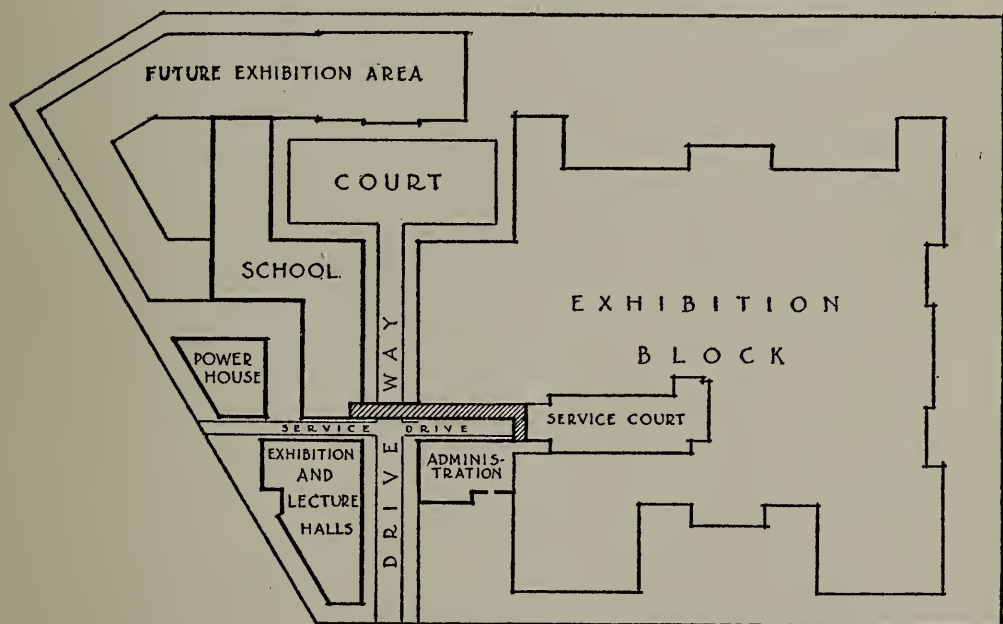 FUTURE EXHIBITION AREA
COURT
SCHOOL.
EXHIBITION
BLOCK
POWER
HOUSE
DRIVE WAY
SERVICE DRIVE
SERVICE COURT
EXHIBITION
AND
LECTURE
HALLS
ADMINIS-
TRATION